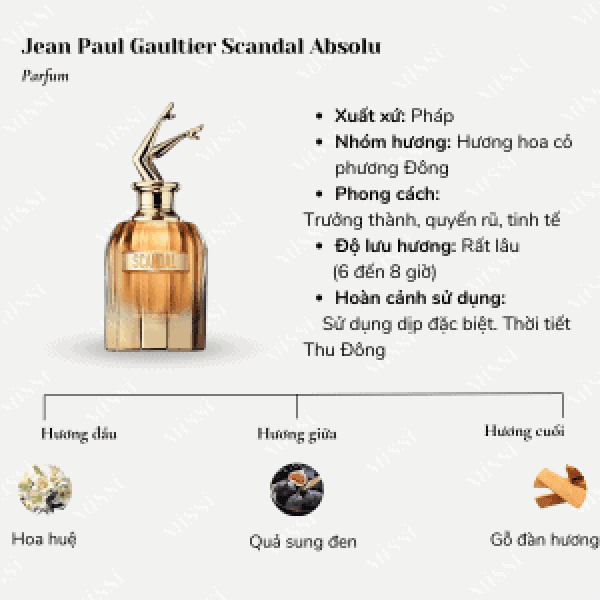 Jean Paul Gaultier Scandal Absolu
Parfum
• Xuất xứ: Pháp
• Nhóm hương: Hương hoa cỏ
phương Đông
• Phong cách:
Trưởng thành, quyến rũ, tinh tế
• Độ lưu hương: Rất lâu
(6 đến 8 giờ)
• Hoàn cảnh sử dụng:
Sử dụng dịp đặc biệt. Thời tiết
Thu Đông
SCANDAL
Hương đầu
Hương giữa
Hương cuối
Hoa huệ
Quả sung đen
Gỗ đàn hương
MISSI